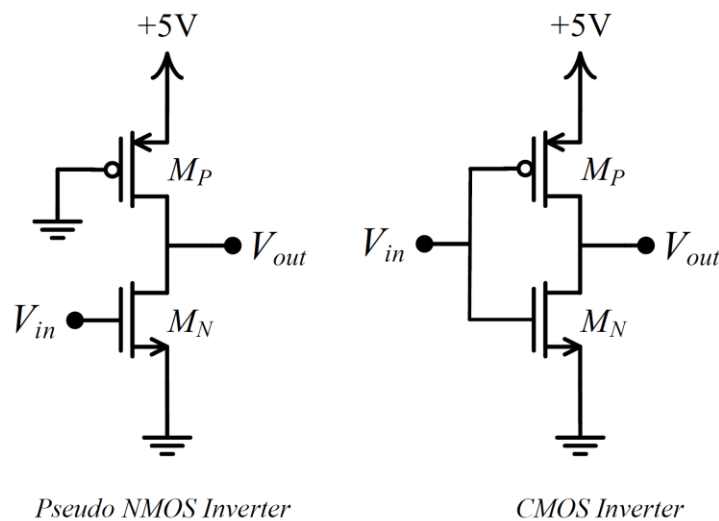 +5V
M_P
V_out
V_in
M_N
Pseudo NMOS Inverter
+5V
M_P
V_in
V_out
M_N
CMOS Inverter